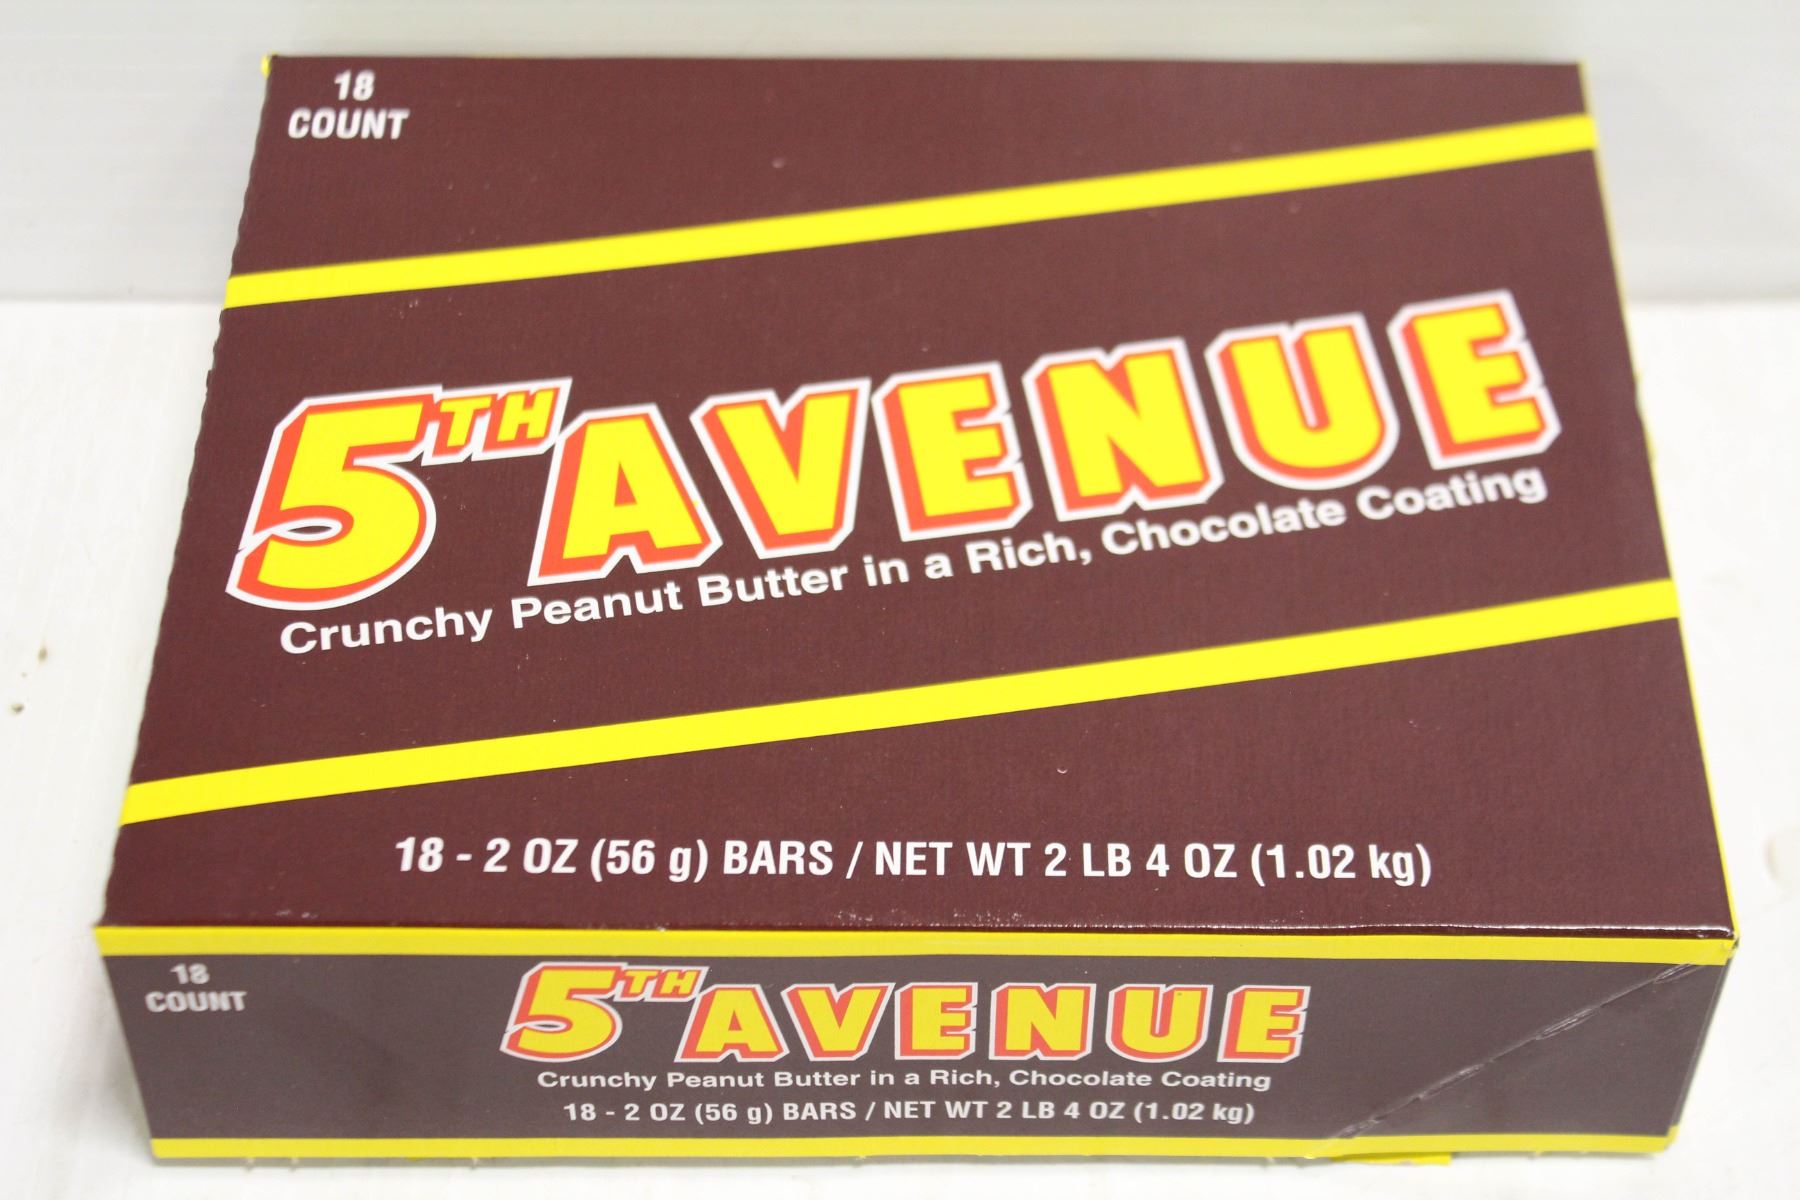 18
COUNT
5TH AVENUE
Crunchy Peanut Butter in a Rich, Chocolate Coating
18 - 2 OZ (56 g) BARS / NET WT 2 LB 4 OZ (1.02 kg)
18
COUNT
5TH AVENUE
Crunchy Peanut Butter in a Rich, Chocolate Coating
18 - 2 OZ (56 g) BARS / NET WT 2 LB 4 OZ (1.02 kg)